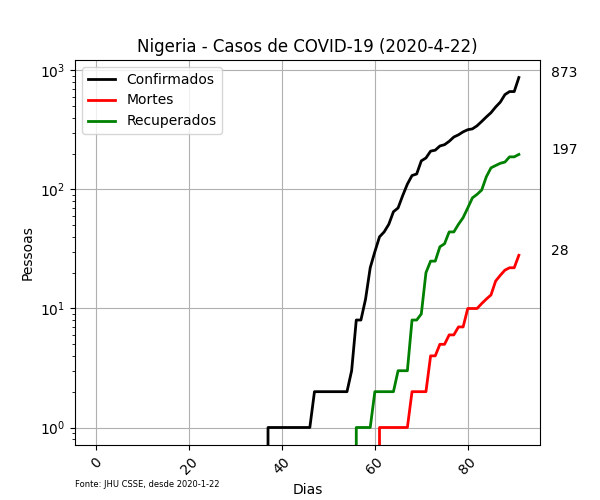 Nigeria - Casos de COVID-19 (2020-4-22)
Confirmados
Mortes
Recuperados
10³
10²
10¹
10⁰
Pessoas
873
197
28
0
20
40
60
80
Dias
Fonte: JHU CSSE, desde 2020-1-22